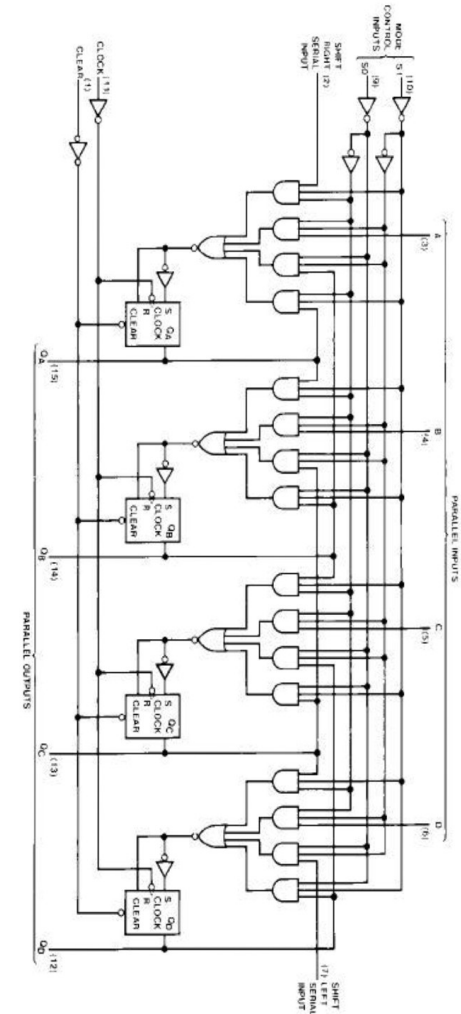 MODE
CONTROL
INPUTS
S1 (10)
S0 (9)
SHIFT
RIGHT
SERIAL
INPUT
(2)
CLOCK (11)
CLEAR (1)
PARALLEL INPUTS
A
(3)
B
(4)
C
(5)
D
(6)
S QA
CLOCK
R
CLEAR
S QB
CLOCK
R
CLEAR
S QC
CLOCK
R
CLEAR
S QD
CLOCK
R
CLEAR
QA (15)
QB (14)
QC (13)
QD (12)
PARALLEL OUTPUTS
(7)
SHIFT
LEFT
SERIAL
INPUT